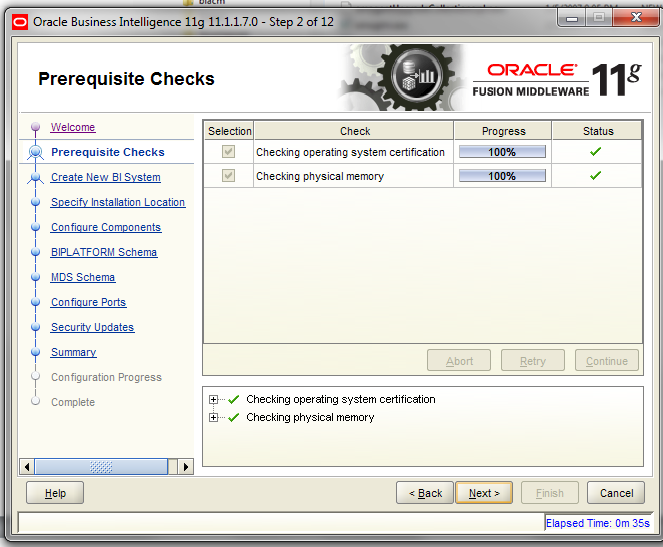 Oracle Business Intelligence 11g 11.1.1.7.0 - Step 2 of 12
Prerequisite Checks
ORACLE
FUSION MIDDLEWARE
11g
Welcome
Prerequisite Checks
Create New BI System
Specify Installation Location
Configure Components
BIPLATFORM Schema
MDS Schema
Configure Ports
Security Updates
Summary
Configuration Progress
Complete
Selection Check Progress Status
Checking operating system certification 100%
Checking physical memory 100%
Abort Retry Continue
Checking operating system certification
Checking physical memory
Help < Back Next > Finish Cancel
Elapsed Time: 0m 35s